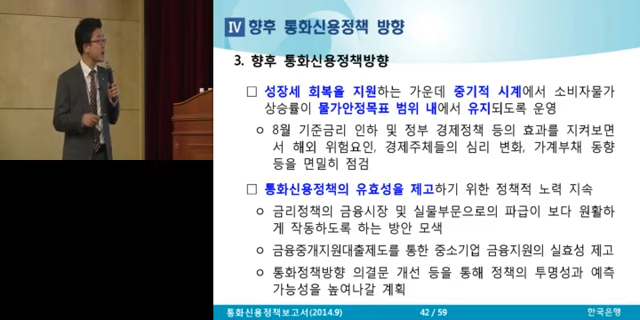 Ⅳ 향후 통화신용정책 방향
3. 향후 통화신용정책방향
□ 성장세 회복을 지원하는 가운데 중기적 시계에서 소비자물가
상승률이 물가안정목표 범위 내에서 유지되도록 운영
ㅇ 8월 기준금리 인하 및 정부 경제정책 등의 효과를 지켜보면
서 해외 위험요인, 경제주체들의 심리 변화, 가계부채 동향
등을 면밀히 점검
□ 통화신용정책의 유효성을 제고하기 위한 정책적 노력 지속
ㅇ 금리정책의 금융시장 및 실물부문으로의 파급이 보다 원활하
게 작동하도록 하는 방안 모색
ㅇ 금융중개지원대출제도를 통한 중소기업 금융지원의 실효성 제고
ㅇ 통화정책방향 의결문 개선 등을 통해 정책의 투명성과 예측
가능성을 높여나갈 계획
통화신용정책보고서(2014.9)
42 / 59
한국은행